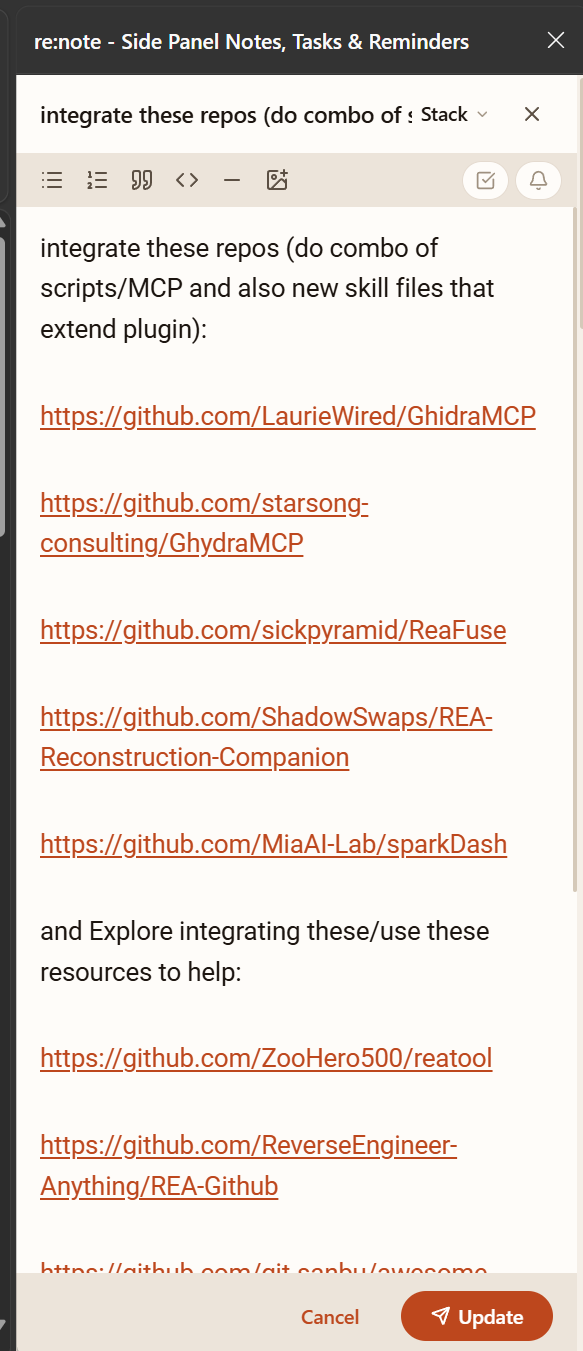 re:note - Side Panel Notes, Tasks & Reminders
integrate these repos (do combo of s
Stack
integrate these repos (do combo of
scripts/MCP and also new skill files that
extend plugin):
https://github.com/LaurieWired/GhidraMCP
https://github.com/starsong-
consulting/GhydraMCP
https://github.com/sickpyramid/ReaFuse
https://github.com/ShadowSwaps/REA-
Reconstruction-Companion
https://github.com/MiaAI-Lab/sparkDash
and Explore integrating these/use these
resources to help:
https://github.com/ZooHero500/reatool
https://github.com/ReverseEngineer-
Anything/REA-Github
Cancel
Update